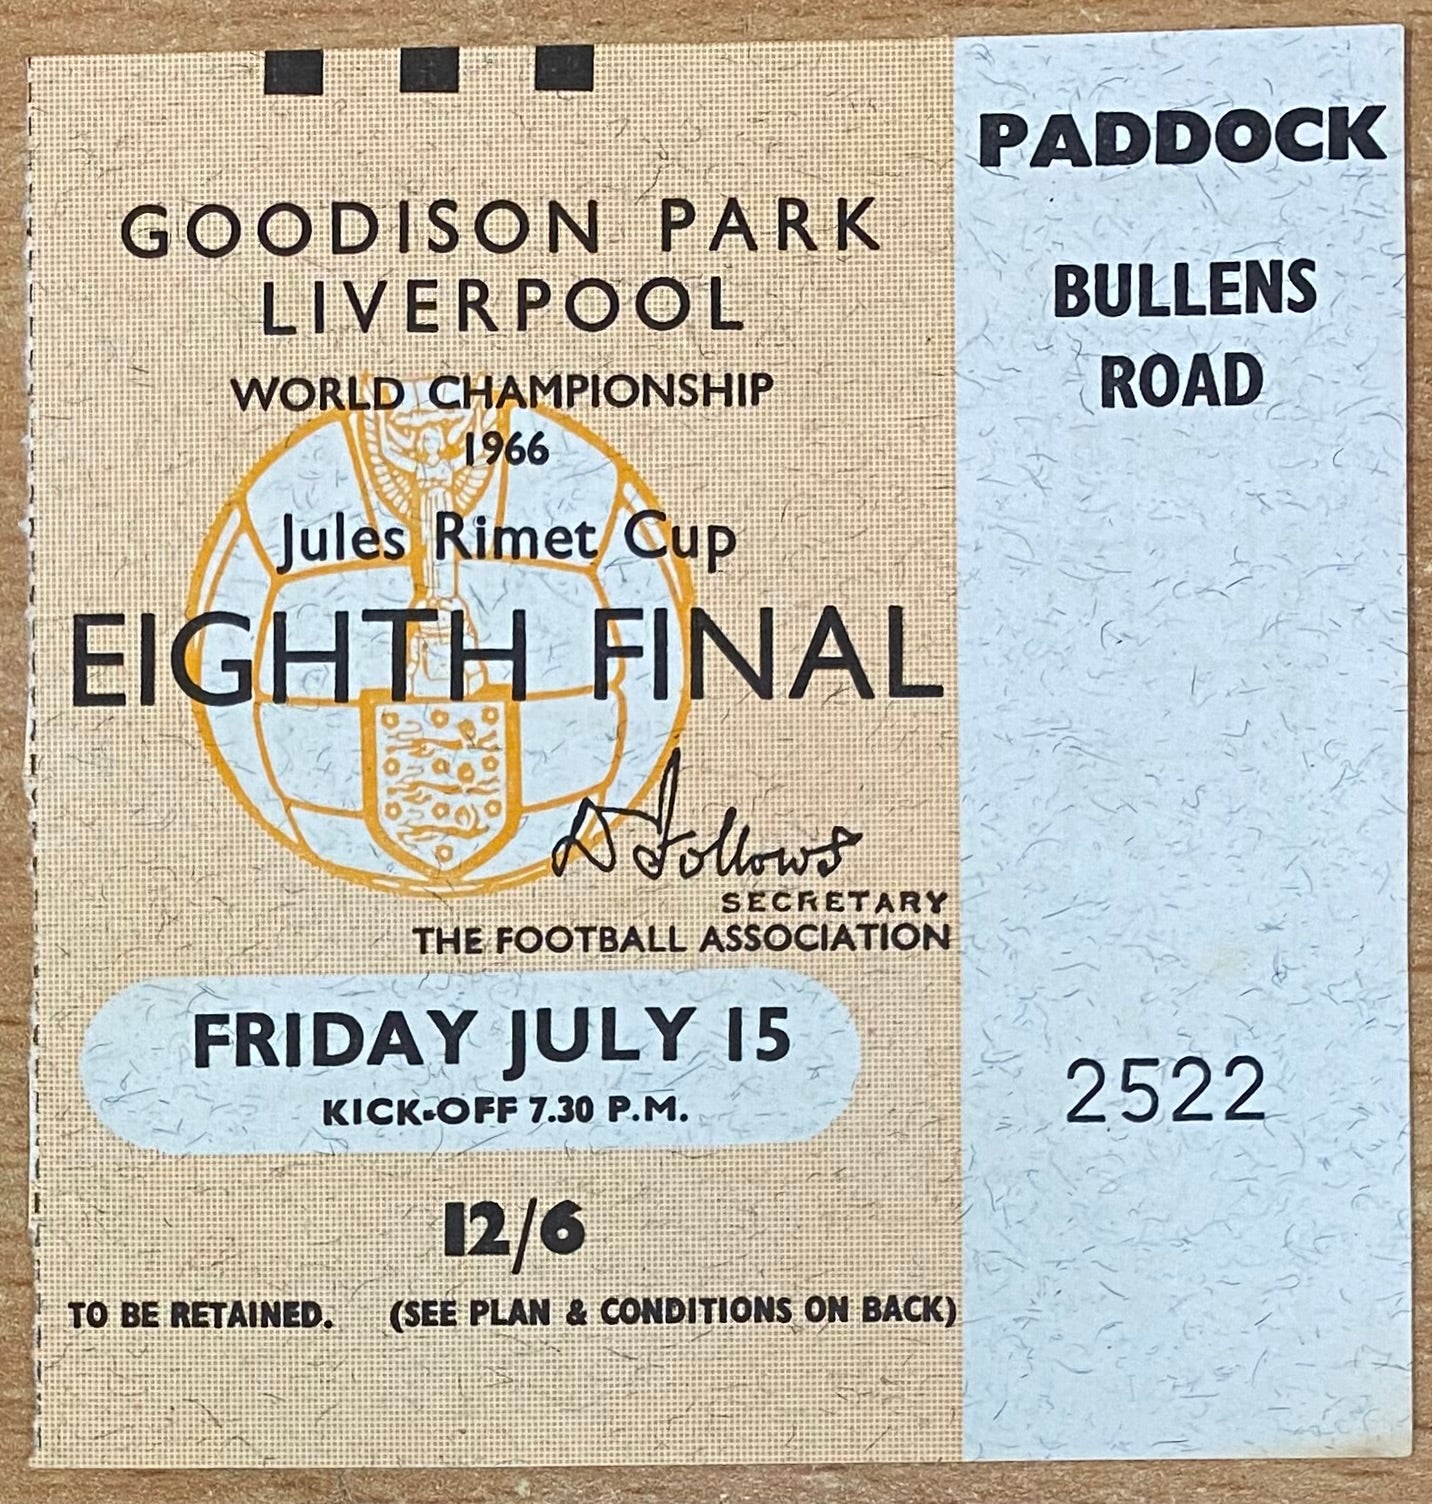 GOODISON PARK
LIVERPOOL
WORLD CHAMPIONSHIP
1966
Jules Rimet Cup
EIGHTH FINAL
D Follows
SECRETARY
THE FOOTBALL ASSOCIATION
FRIDAY JULY 15
KICK-OFF 7.30 P.M.
12/6
TO BE RETAINED. (SEE PLAN & CONDITIONS ON BACK)
PADDOCK
BULLENS
ROAD
2522